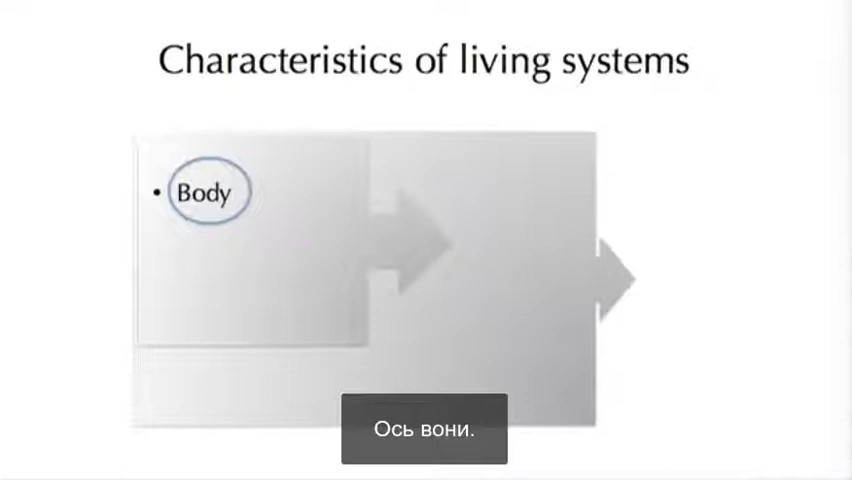 Characteristics of living systems
• Body
Ось вони.